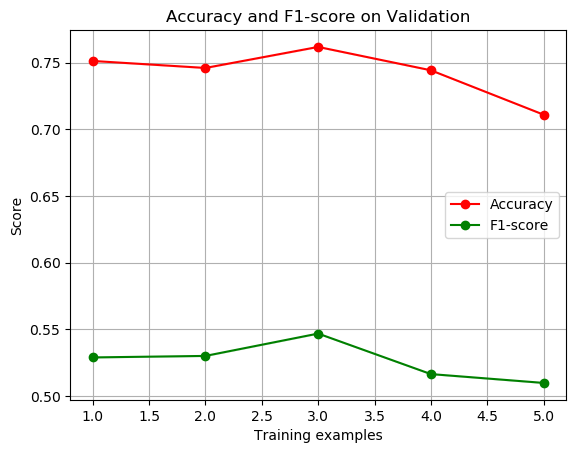 Accuracy and F1-score on Validation
0.75
0.70
0.65
0.60
0.55
0.50
Score
Accuracy
F1-score
1.0 1.5 2.0 2.5 3.0 3.5 4.0 4.5 5.0
Training examples